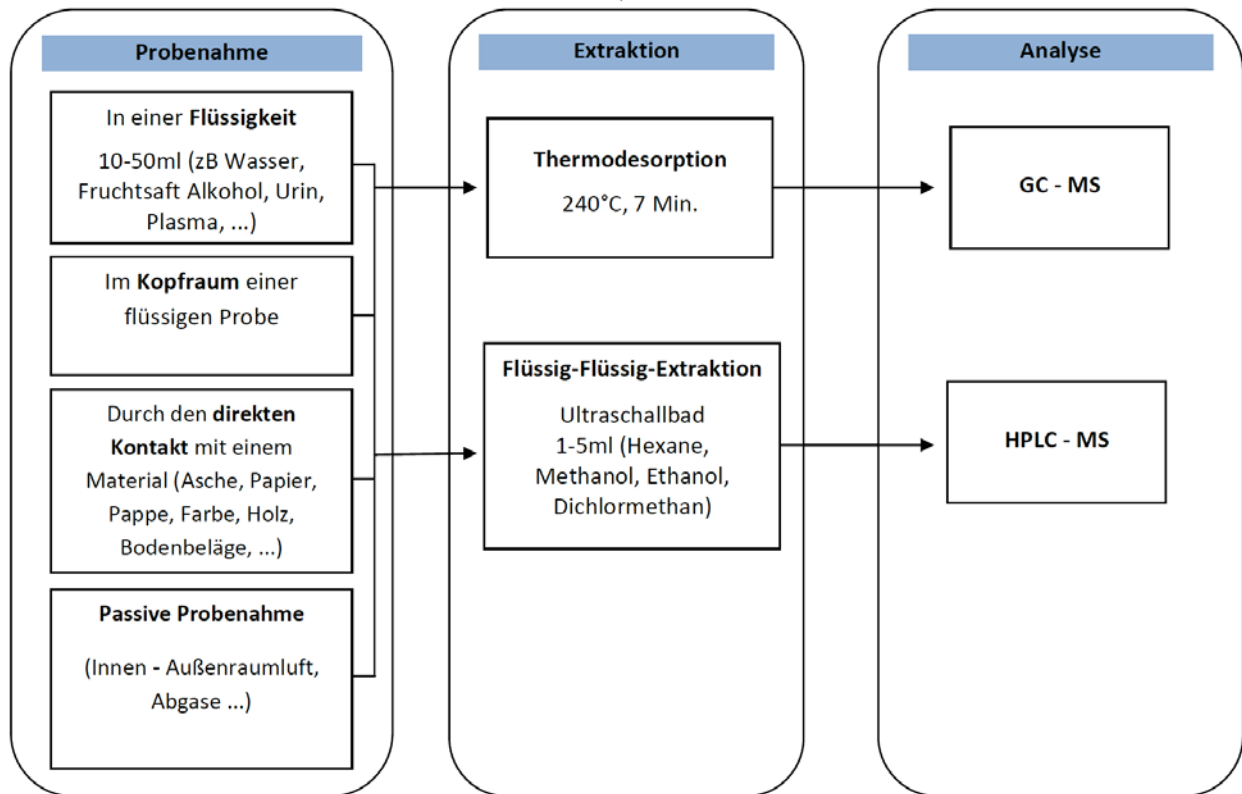 Probenahme
In einer Flüssigkeit
10-50ml (zB Wasser,
Fruchtsaft Alkohol, Urin,
Plasma, ...)
Im Kopfraum einer
flüssigen Probe
Durch den direkten
Kontakt mit einem
Material (Asche, Papier,
Pappe, Farbe, Holz,
Bodenbeläge, ...)
Passive Probenahme
(Innen - Außenraumluft,
Abgase ...)
Extraktion
Thermodesorption
240°C, 7 Min.
Flüssig-Flüssig-Extraktion
Ultraschallbad
1-5ml (Hexane,
Methanol, Ethanol,
Dichlormethan)
Analyse
GC - MS
HPLC - MS